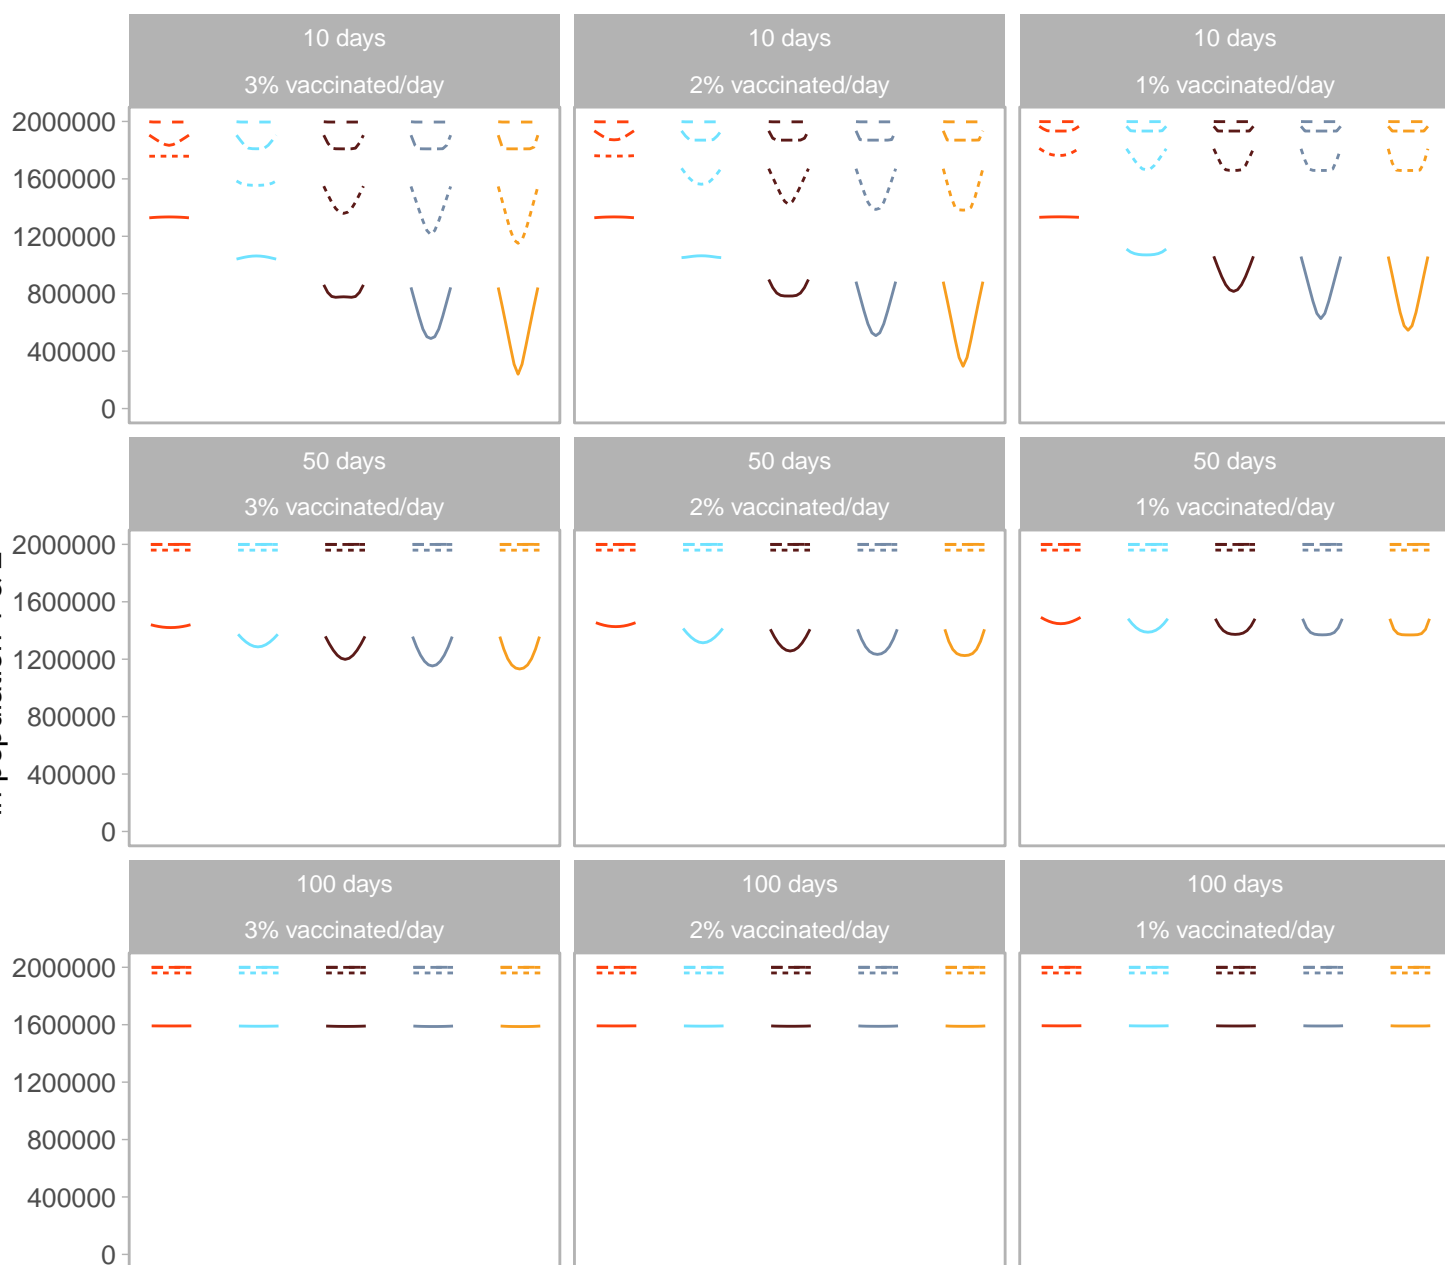 10 days
3% vaccinated/day
10 days
2% vaccinated/day
10 days
1% vaccinated/day
2000000
1600000
1200000
800000
400000
0
50 days
3% vaccinated/day
50 days
2% vaccinated/day
50 days
1% vaccinated/day
2000000
1600000
1200000
800000
400000
0
100 days
3% vaccinated/day
100 days
2% vaccinated/day
100 days
1% vaccinated/day
2000000
1600000
1200000
800000
400000
0